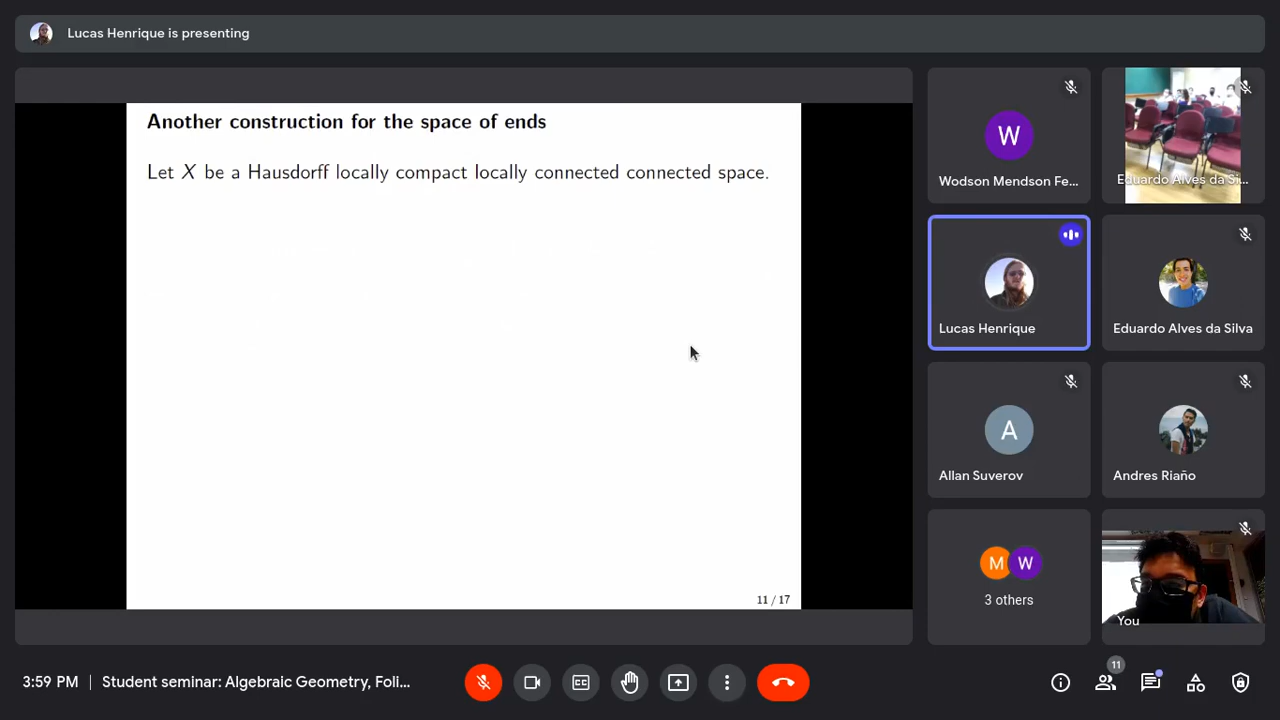 Lucas Henrique is presenting
Another construction for the space of ends
Let X be a Hausdorff locally compact locally connected connected space.
11 / 17
W
Wodson Mendson Fe...
Eduardo Alves da Si...
Lucas Henrique
Eduardo Alves da Silva
A
Allan Suverov
Andres Riaño
M W
3 others
You
3:59 PM | Student seminar: Algebraic Geometry, Foli...
CC
11